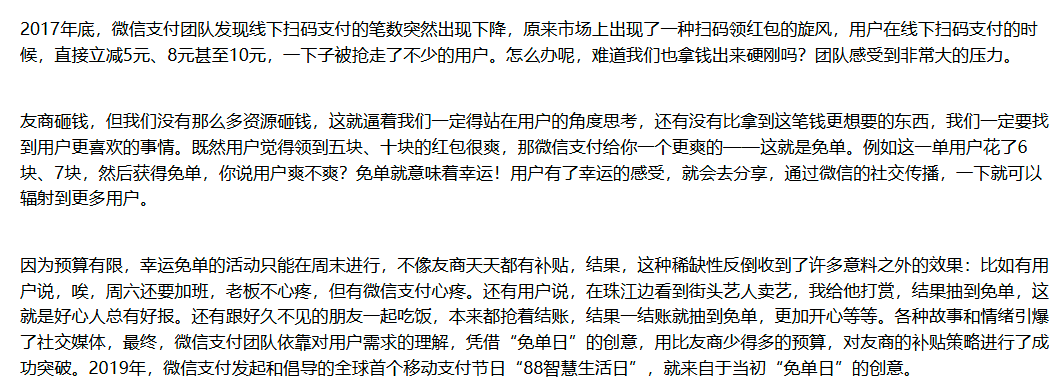 2017年底，微信支付团队发现线下扫码支付的笔数突然出现下降，原来市场上出现了一种扫码领红包的旋风，用户在线下扫码支付的时
候，直接立减5元、8元甚至10元，一下子被抢走了不少的用户。怎么办呢，难道我们也拿钱出来硬刚吗？团队感受到非常大的压力。
友商砸钱，但我们没有那么多资源砸钱，这就逼着我们一定得站在用户的角度思考，还有没有比拿到这笔钱更想要的东西，我们一定要找
到用户更喜欢的事情。既然用户觉得领到五块、十块的红包很爽，那微信支付给你一个更爽的——这就是免单。例如这一单用户花了6
块、7块，然后获得免单，你说用户爽不爽？免单就意味着幸运！用户有了幸运的感受，就会去分享，通过微信的社交传播，一下就可以
辐射到更多用户。
因为预算有限，幸运免单的活动只能在周末进行，不像友商天天都有补贴，结果，这种稀缺性反倒收到了许多意料之外的效果：比如有用
户说，唉，周六还要加班，老板不心疼，但有微信支付心疼。还有用户说，在珠江边看到街头艺人卖艺，我给他打赏，结果抽到免单，这
就是好心人总有好报。还有跟好久不见的朋友一起吃饭，本来都抢着结账，结果一结账就抽到免单，更加开心等等。各种故事和情绪引爆
了社交媒体，最终，微信支付团队依靠对用户需求的理解，凭借“免单日”的创意，用比友商少得多的预算，对友商的补贴策略进行了成
功突破。2019年，微信支付发起和倡导的全球首个移动支付节日“88智慧生活日”，就来自于当初“免单日”的创意。